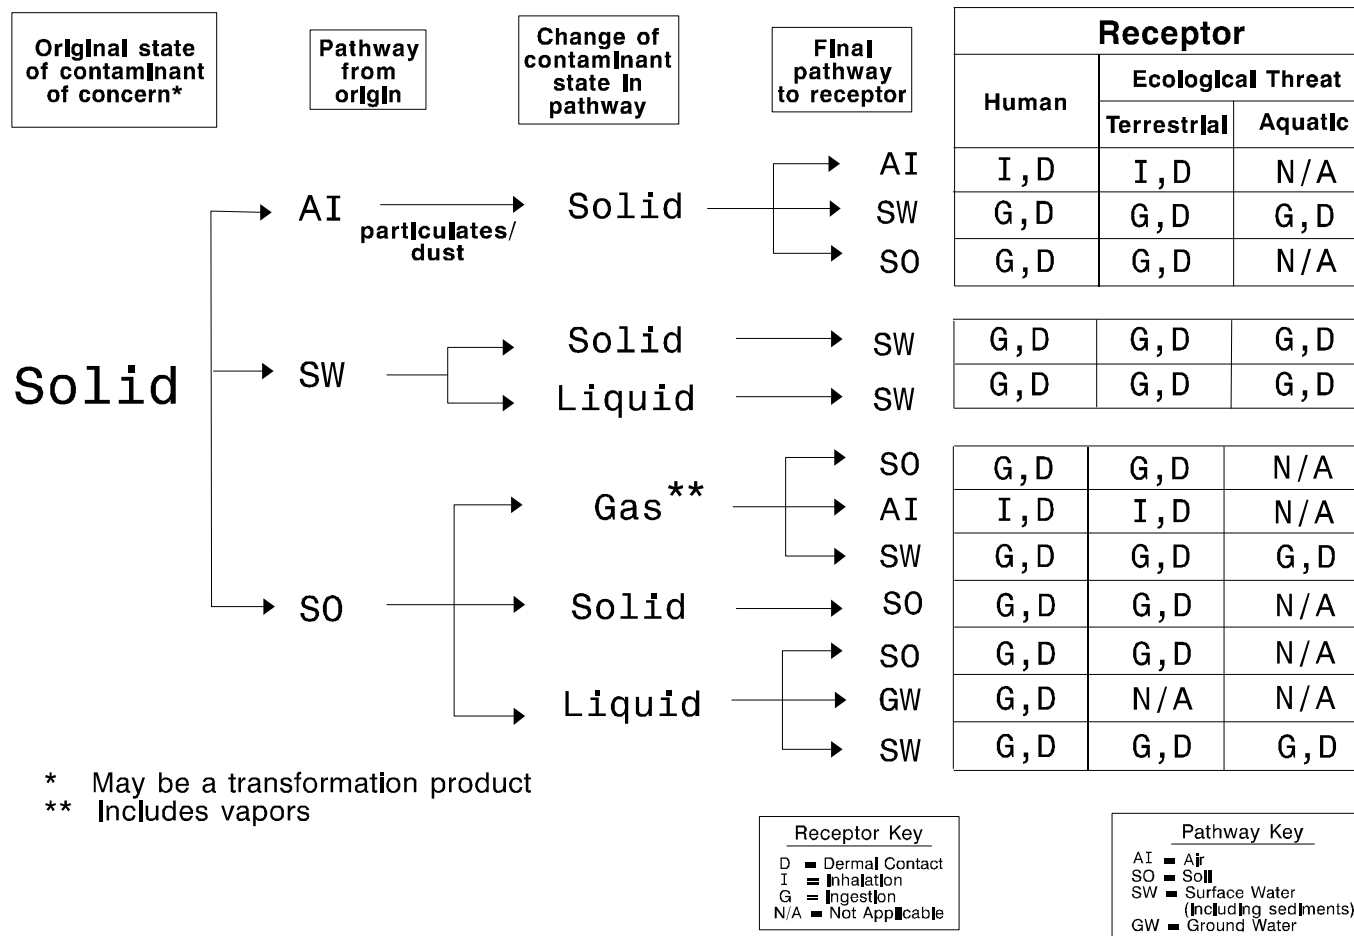 Original state
of contaminant
of concern*
Pathway
from
origin
Change of
contaminant
state in
pathway
Final
pathway
to receptor
Receptor
Human
Ecological Threat
Terrestrial
Aquatic
Solid
AI
particulates/
dust
Solid
AI
I,D
I,D
N/A
SW
G,D
G,D
G,D
SO
G,D
G,D
N/A
SW
Solid
SW
G,D
G,D
G,D
Liquid
SW
G,D
G,D
G,D
SO
Gas**
SO
G,D
G,D
N/A
AI
I,D
I,D
N/A
SW
G,D
G,D
G,D
Solid
SO
G,D
G,D
N/A
Liquid
SO
G,D
G,D
N/A
GW
G,D
N/A
N/A
SW
G,D
G,D
G,D
* May be a transformation product
** Includes vapors
Receptor Key
D = Dermal Contact
I = Inhalation
G = Ingestion
N/A = Not Applicable
Pathway Key
AI = Air
SO = Soil
SW = Surface Water
(including sediments)
GW = Ground Water